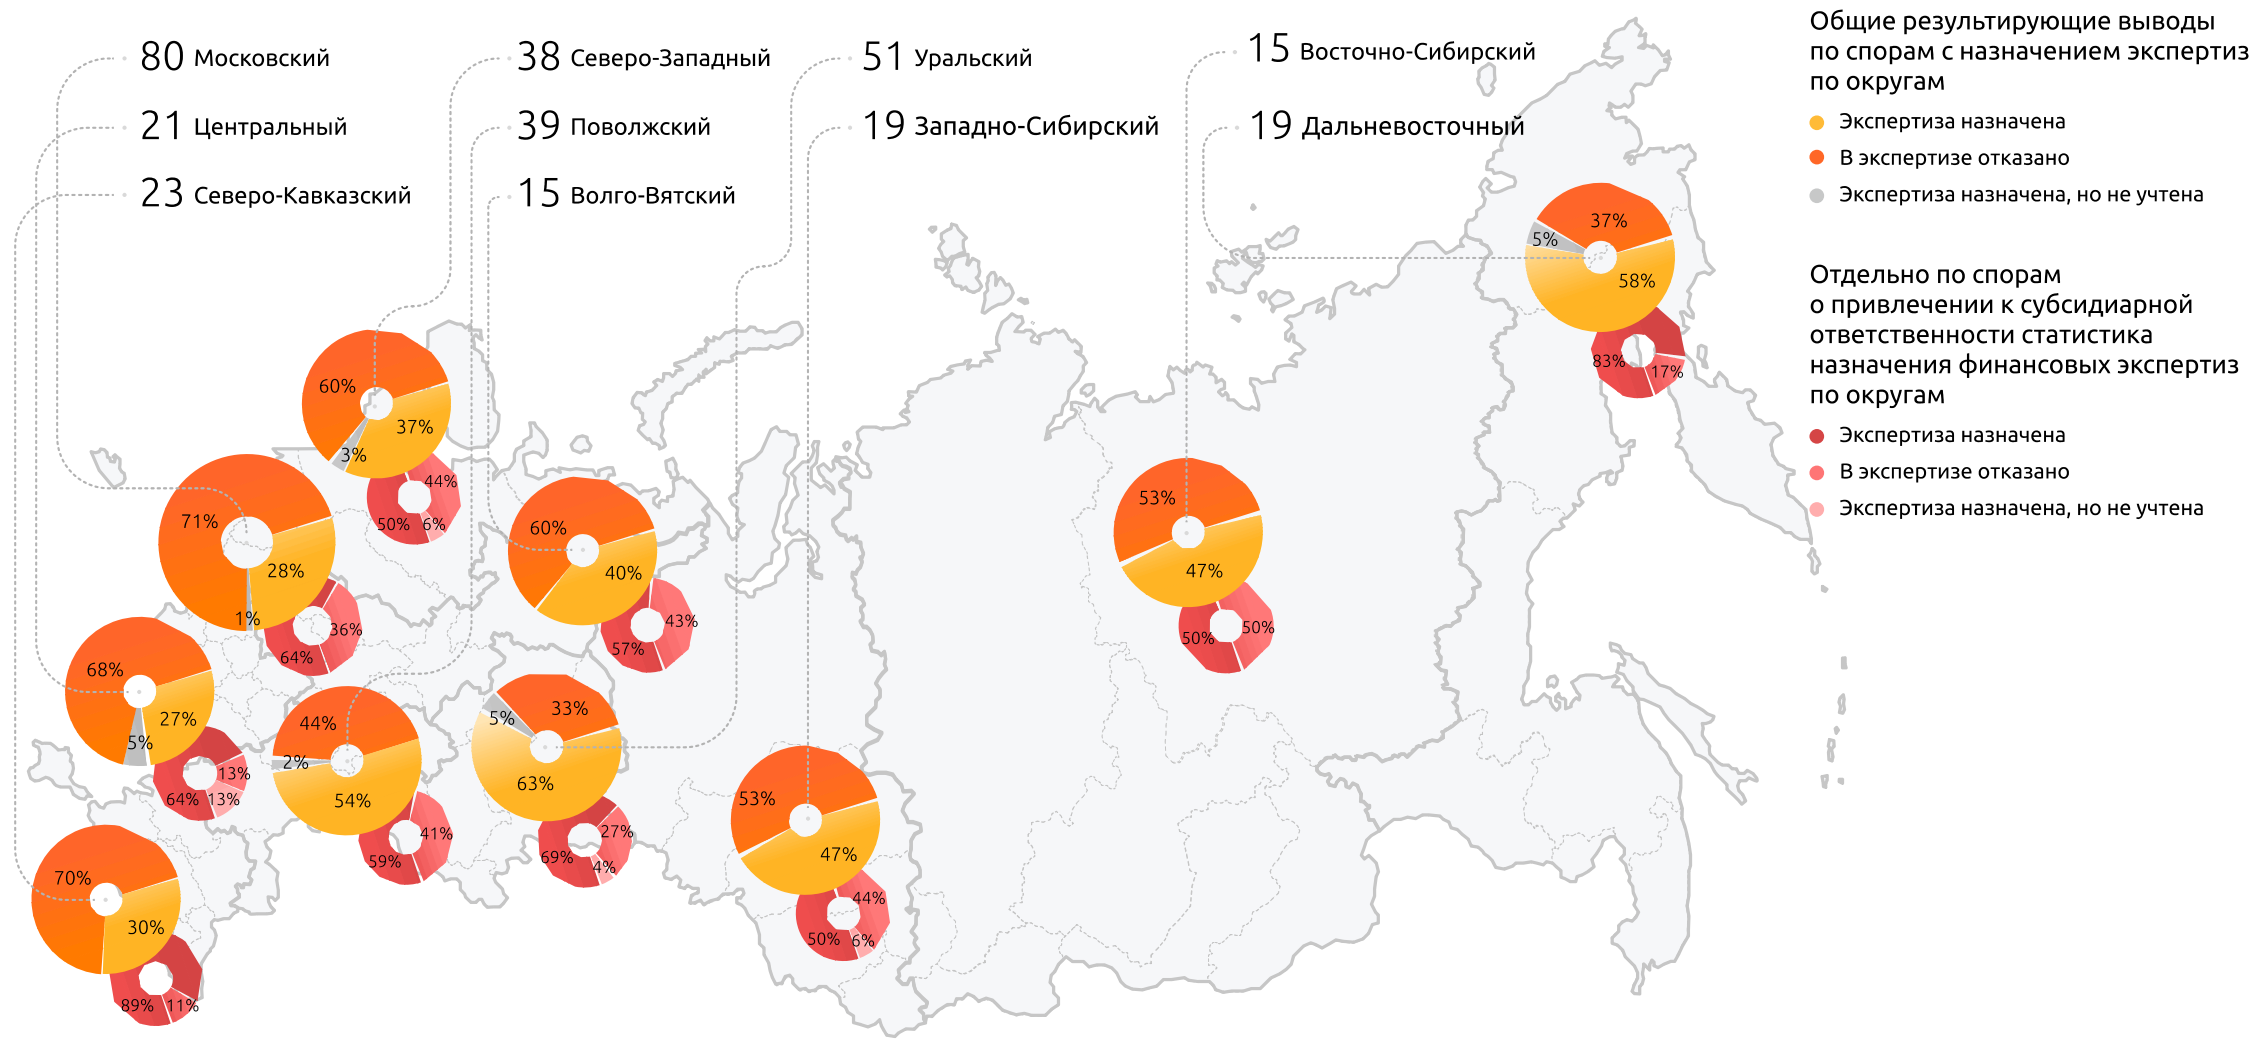 80 Московский
21 Центральный
23 Северо-Кавказский
38 Северо-Западный
39 Поволжский
15 Волго-Вятский
51 Уральский
19 Западно-Сибирский
15 Восточно-Сибирский
19 Дальневосточный
Общие результирующие выводы
по спорам с назначением экспертиз
по округам
Экспертиза назначена
В экспертизе отказано
Экспертиза назначена, но не учтена
Отдельно по спорам
о привлечении к субсидиарной
ответственности статистика
назначения финансовых экспертиз
по округам
Экспертиза назначена
В экспертизе отказано
Экспертиза назначена, но не учтена
37%
5%
58%
83%
17%
60%
37%
3%
44%
50%
6%
71%
28%
1%
36%
64%
60%
40%
43%
57%
53%
47%
50%
50%
68%
27%
5%
13%
64%
13%
44%
2%
54%
41%
59%
33%
5%
63%
27%
69%
4%
53%
47%
44%
50%
6%
70%
30%
89%
11%